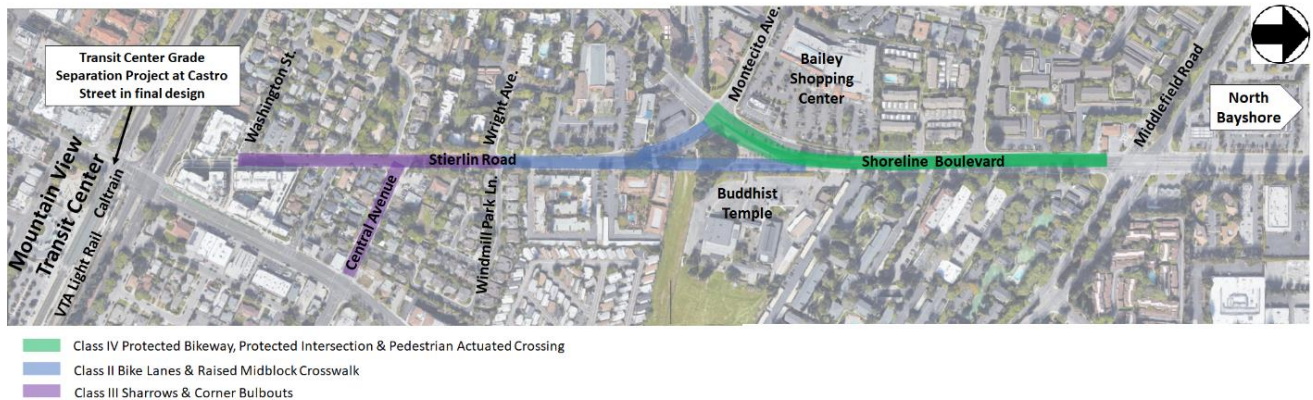 Transit Center Grade
Separation Project at Castro
Street in final design
Washington St.
Wright Ave.
Montecito Ave.
Bailey
Shopping
Center
Middlefield Road
North
Bayshore
Stierlin Road
Shoreline Boulevard
Mountain View
Transit Center
Caltrain
VTA Light Rail
Central Avenue
Windmill Park Ln.
Buddhist
Temple
Class IV Protected Bikeway, Protected Intersection & Pedestrian Actuated Crossing
Class II Bike Lanes & Raised Midblock Crosswalk
Class III Sharrows & Corner Bulbouts